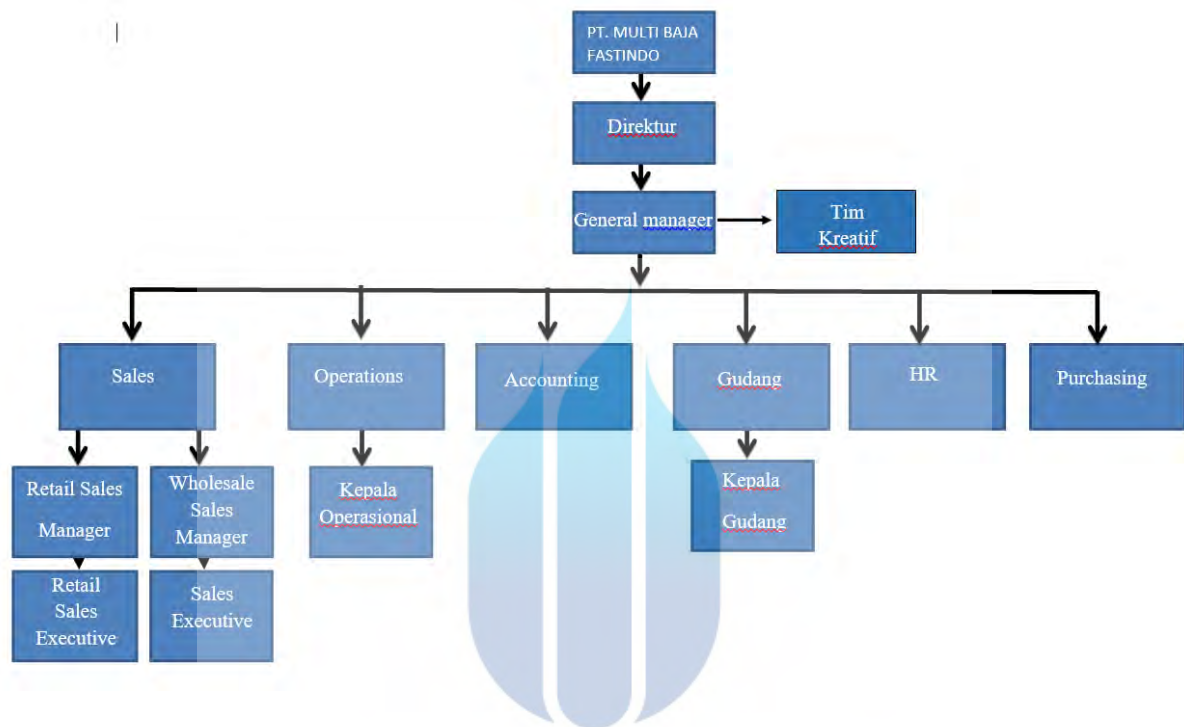 PT. MULTI BAJA
FASTINDO
Direktur
General manager
Tim
Kreatif
Sales
Operations
Accounting
Gudang
HR
Purchasing
Retail Sales
Manager
Wholesale
Sales
Manager
Kepala
Operasional
Kepala
Gudang
Retail
Sales
Executive
Sales
Executive